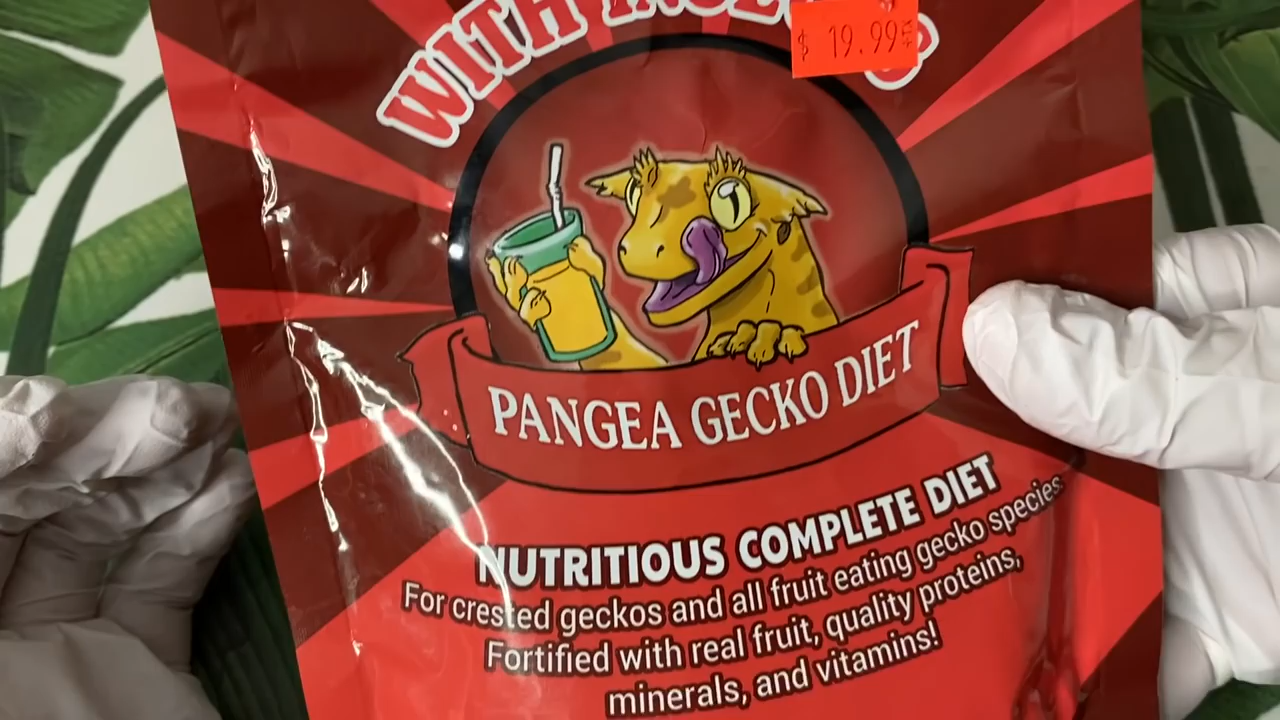 WITH
$ 19.99
PANGEA GECKO DIET
NUTRITIOUS COMPLETE DIET
For crested geckos and all fruit eating gecko species.
Fortified with real fruit, quality proteins,
minerals, and vitamins!